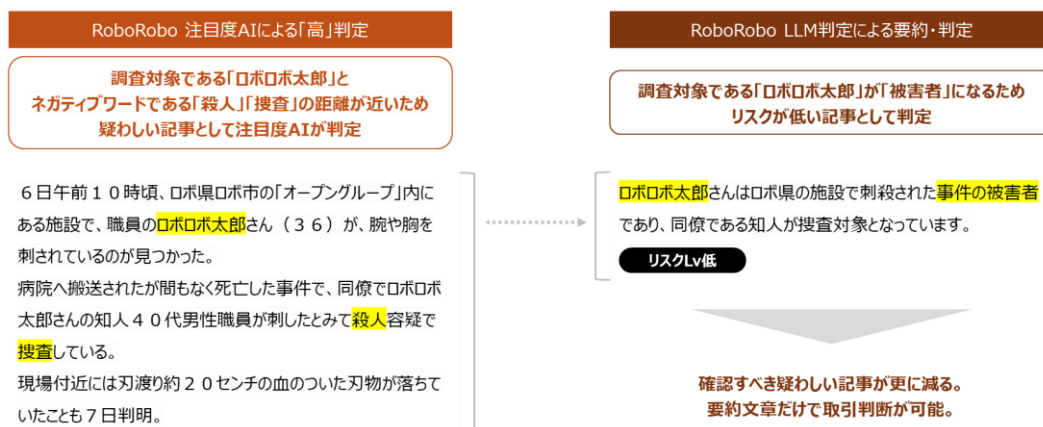 RoboRobo 注目度AIによる「高」判定
調査対象である「ロボロボ太郎」と
ネガティブワードである「殺人」「捜査」の距離が近いため
疑わしい記事として注目度AIが判定
６日午前１０時頃、ロボ県ロボ市の「オープングループ」内に
ある施設で、職員のロボロボ太郎さん（３６）が、腕や胸を
刺されているのが見つかった。
病院へ搬送されたが間もなく死亡した事件で、同僚でロボロボ
太郎さんの知人４０代男性職員が刺したとみて殺人容疑で
捜査している。
現場付近には刃渡り約２０センチの血のついた刃物が落ちて
いたことも７日判明。
RoboRobo LLM判定による要約・判定
調査対象である「ロボロボ太郎」が「被害者」になるため
リスクが低い記事として判定
ロボロボ太郎さんはロボ県の施設で刺殺された事件の被害者
であり、同僚である知人が捜査対象となっています。
リスクLv低
確認すべき疑わしい記事が更に減る。
要約文章だけで取引判断が可能。